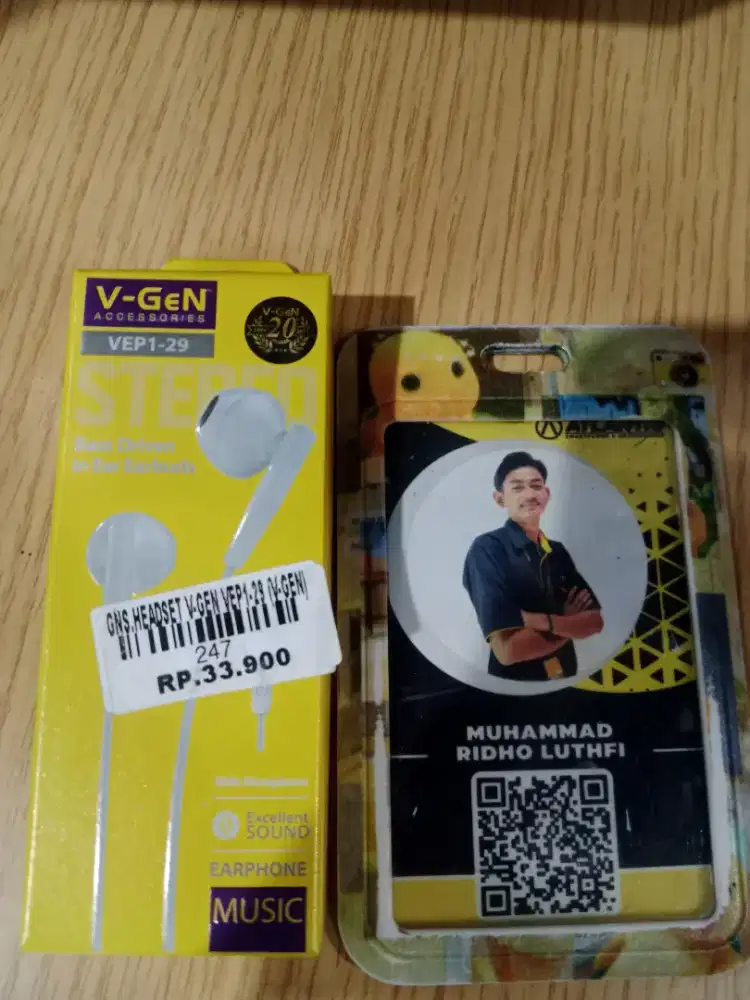 V-GeN
ACCESSORIES
VEP1-29
V-GeN
20
STEREO
Bass Driven
In Ear Earbuds
GNS.HEADSET V-GEN VEP1-29 (V-GEN)
247
RP.33.900
With Microphone
Excellent
SOUND
EARPHONE
MUSIC
MUHAMMAD
RIDHO LUTHFI